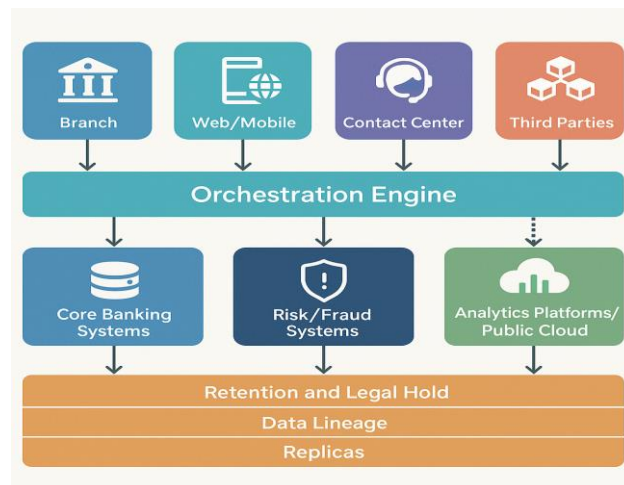 Branch
Web/Mobile
Contact Center
Third Parties
Orchestration Engine
Core Banking
Systems
Risk/Fraud
Systems
Analytics Platforms/
Public Cloud
Retention and Legal Hold
Data Lineage
Replicas